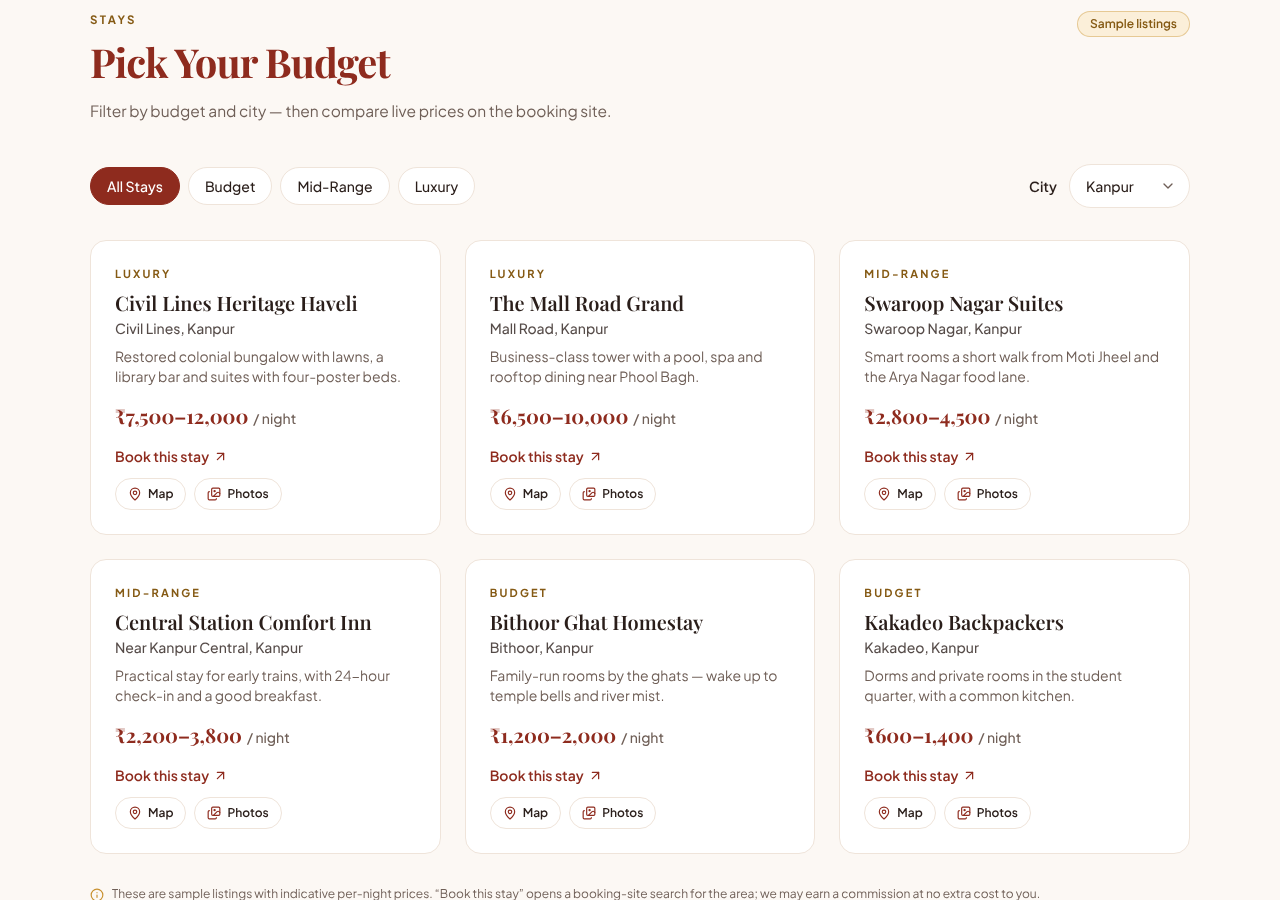 STAYS
Sample listings
Pick Your Budget
Filter by budget and city — then compare live prices on the booking site.
All Stays
Budget
Mid-Range
Luxury
City
Kanpur
LUXURY
Civil Lines Heritage Haveli
Civil Lines, Kanpur
Restored colonial bungalow with lawns, a
library bar and suites with four-poster beds.
₹7,500–12,000 / night
Book this stay
Map
Photos
LUXURY
The Mall Road Grand
Mall Road, Kanpur
Business-class tower with a pool, spa and
rooftop dining near Phool Bagh.
₹6,500–10,000 / night
Book this stay
Map
Photos
MID-RANGE
Swaroop Nagar Suites
Swaroop Nagar, Kanpur
Smart rooms a short walk from Moti Jheel and
the Arya Nagar food lane.
₹2,800–4,500 / night
Book this stay
Map
Photos
MID-RANGE
Central Station Comfort Inn
Near Kanpur Central, Kanpur
Practical stay for early trains, with 24-hour
check-in and a good breakfast.
₹2,200–3,800 / night
Book this stay
Map
Photos
BUDGET
Bithoor Ghat Homestay
Bithoor, Kanpur
Family-run rooms by the ghats — wake up to
temple bells and river mist.
₹1,200–2,000 / night
Book this stay
Map
Photos
BUDGET
Kakadeo Backpackers
Kakadeo, Kanpur
Dorms and private rooms in the student
quarter, with a common kitchen.
₹600–1,400 / night
Book this stay
Map
Photos
These are sample listings with indicative per-night prices. “Book this stay” opens a booking-site search for the area; we may earn a commission at no extra cost to you.